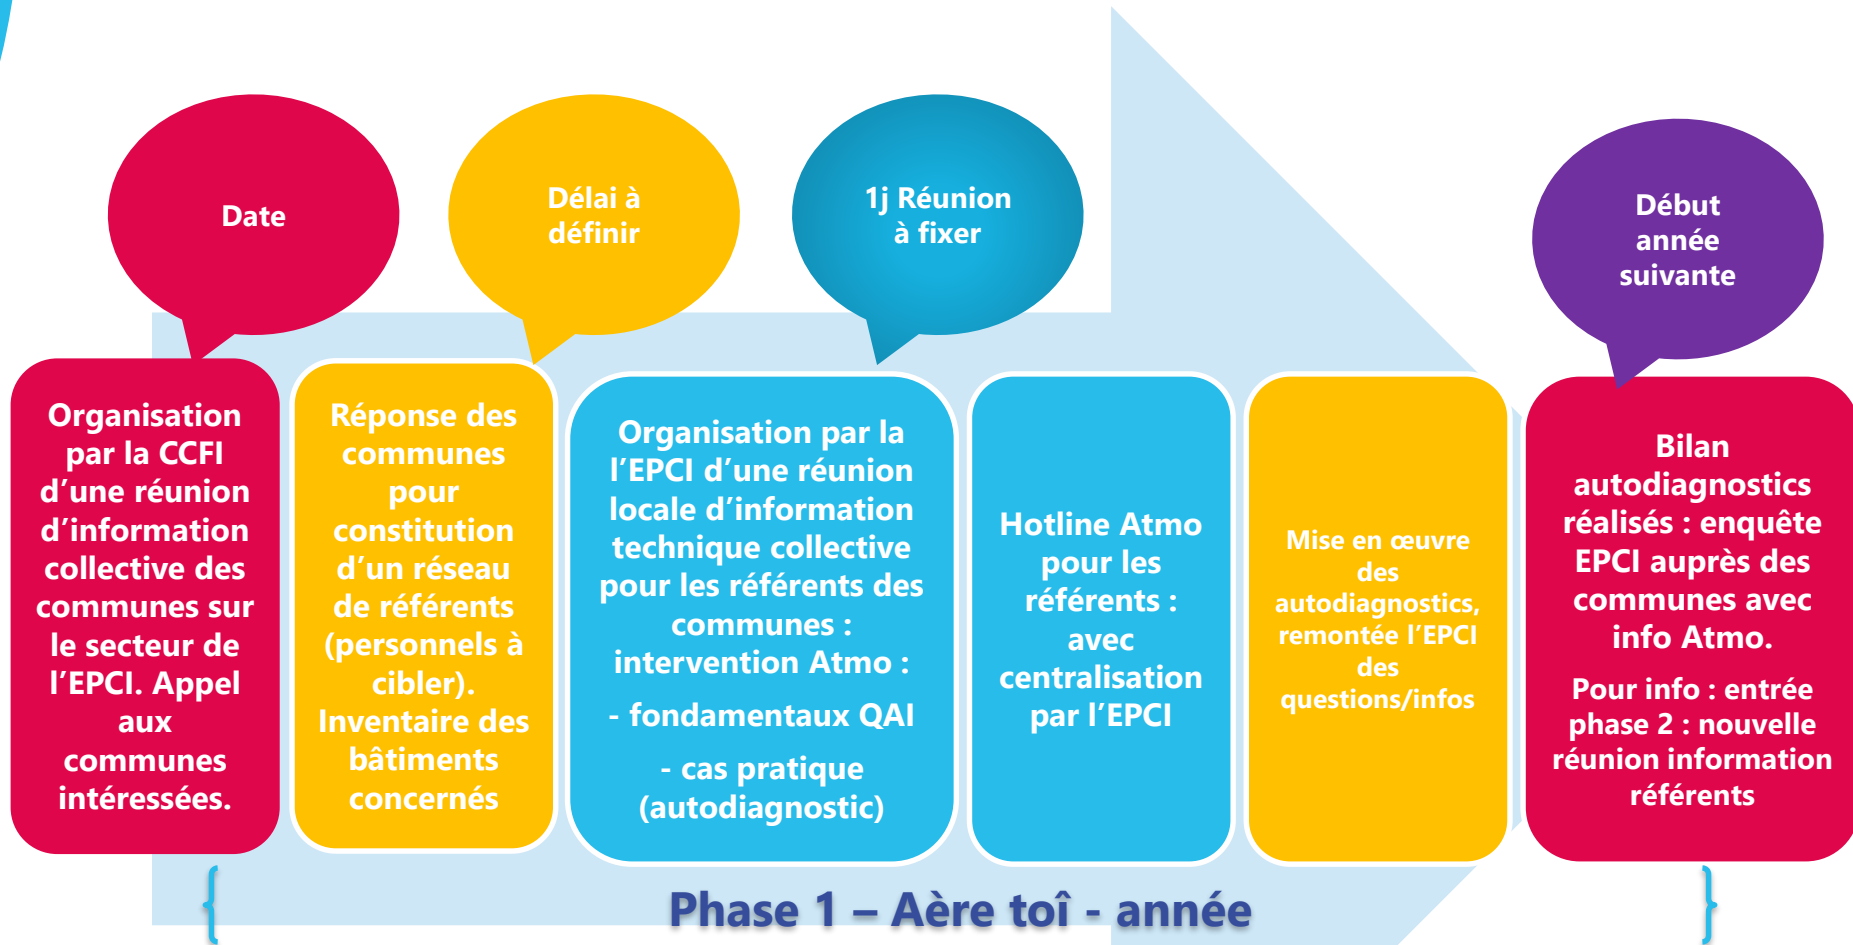 Date
Délai à
définir
1j Réunion
à fixer
Début
année
suivante
Organisation
par la CCFI
d’une réunion
d’information
collective des
communes sur
le secteur de
l’EPCI. Appel
aux
communes
intéressées.
Réponse des
communes
pour
constitution
d’un réseau
de référents
(personnels à
cibler).
Inventaire des
bâtiments
concernés
Organisation par la
l’EPCI d’une réunion
locale d’information
technique collective
pour les référents des
communes :
intervention Atmo :
- fondamentaux QAI
- cas pratique
(autodiagnostic)
Hotline Atmo
pour les
référents :
avec
centralisation
par l’EPCI
Mise en œuvre
des
autodiagnostics,
remontée l’EPCI
des
questions/infos
Bilan
autodiagnostics
réalisés : enquête
EPCI auprès des
communes avec
info Atmo.
Pour info : entrée
phase 2 : nouvelle
réunion information
référents
Phase 1 – Aère toî - année